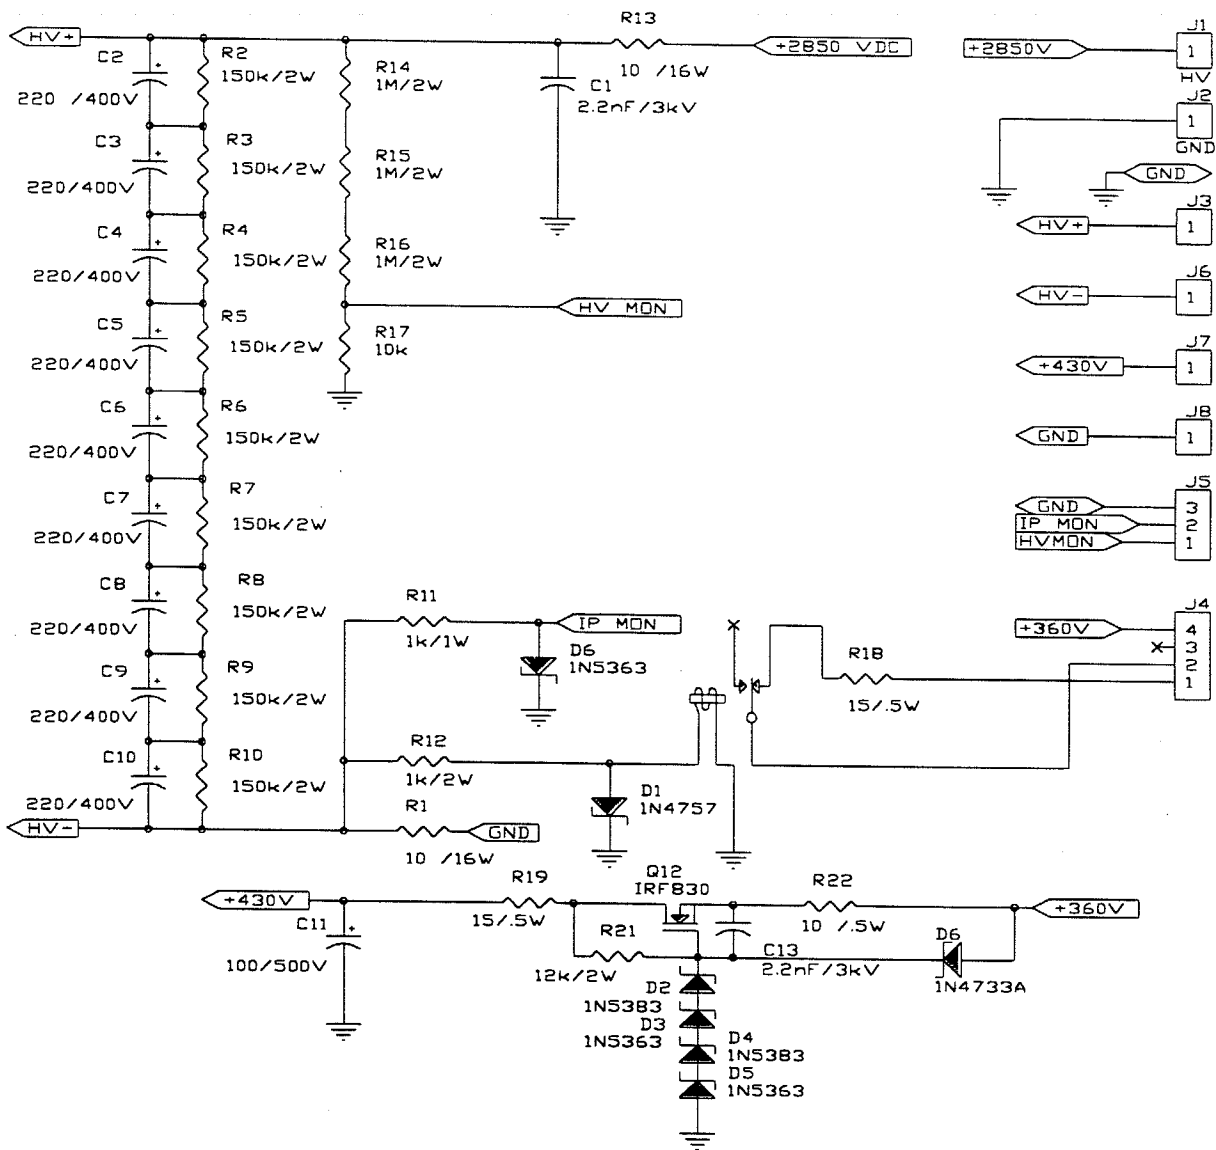 HV+
R13
10 /16W
+2850 VDC
+2850V
J1
1
HV
C2
220 /400V
R2
150k/2W
R14
1M/2W
C1
2.2nF/3kV
J2
1
GND
GND
C3
220/400V
R3
150k/2W
R15
1M/2W
J3
HV+
1
C4
220/400V
R4
150k/2W
R16
1M/2W
HV MON
J6
HV-
1
C5
220/400V
R5
150k/2W
R17
10k
J7
+430V
1
C6
220/400V
R6
150k/2W
J8
GND
1
C7
220/400V
R7
150k/2W
J5
GND
3
IP MON
2
HVMON
1
C8
220/400V
R8
150k/2W
R11
1k/1W
IP MON
D6
1N5363
J4
+360V
4
3
2
1
R18
15/.5W
C9
220/400V
R9
150k/2W
C10
220/400V
R10
150k/2W
R12
1k/2W
D1
1N4757
HV-
R1
10 /16W
GND
+430V
C11
100/500V
R19
15/.5W
Q12
IRF830
R22
10 /.5W
+360V
R21
12k/2W
C13
2.2nF/3kV
D6
1N4733A
D2
1N5383
D3
1N5363
D4
1N5383
D5
1N5363